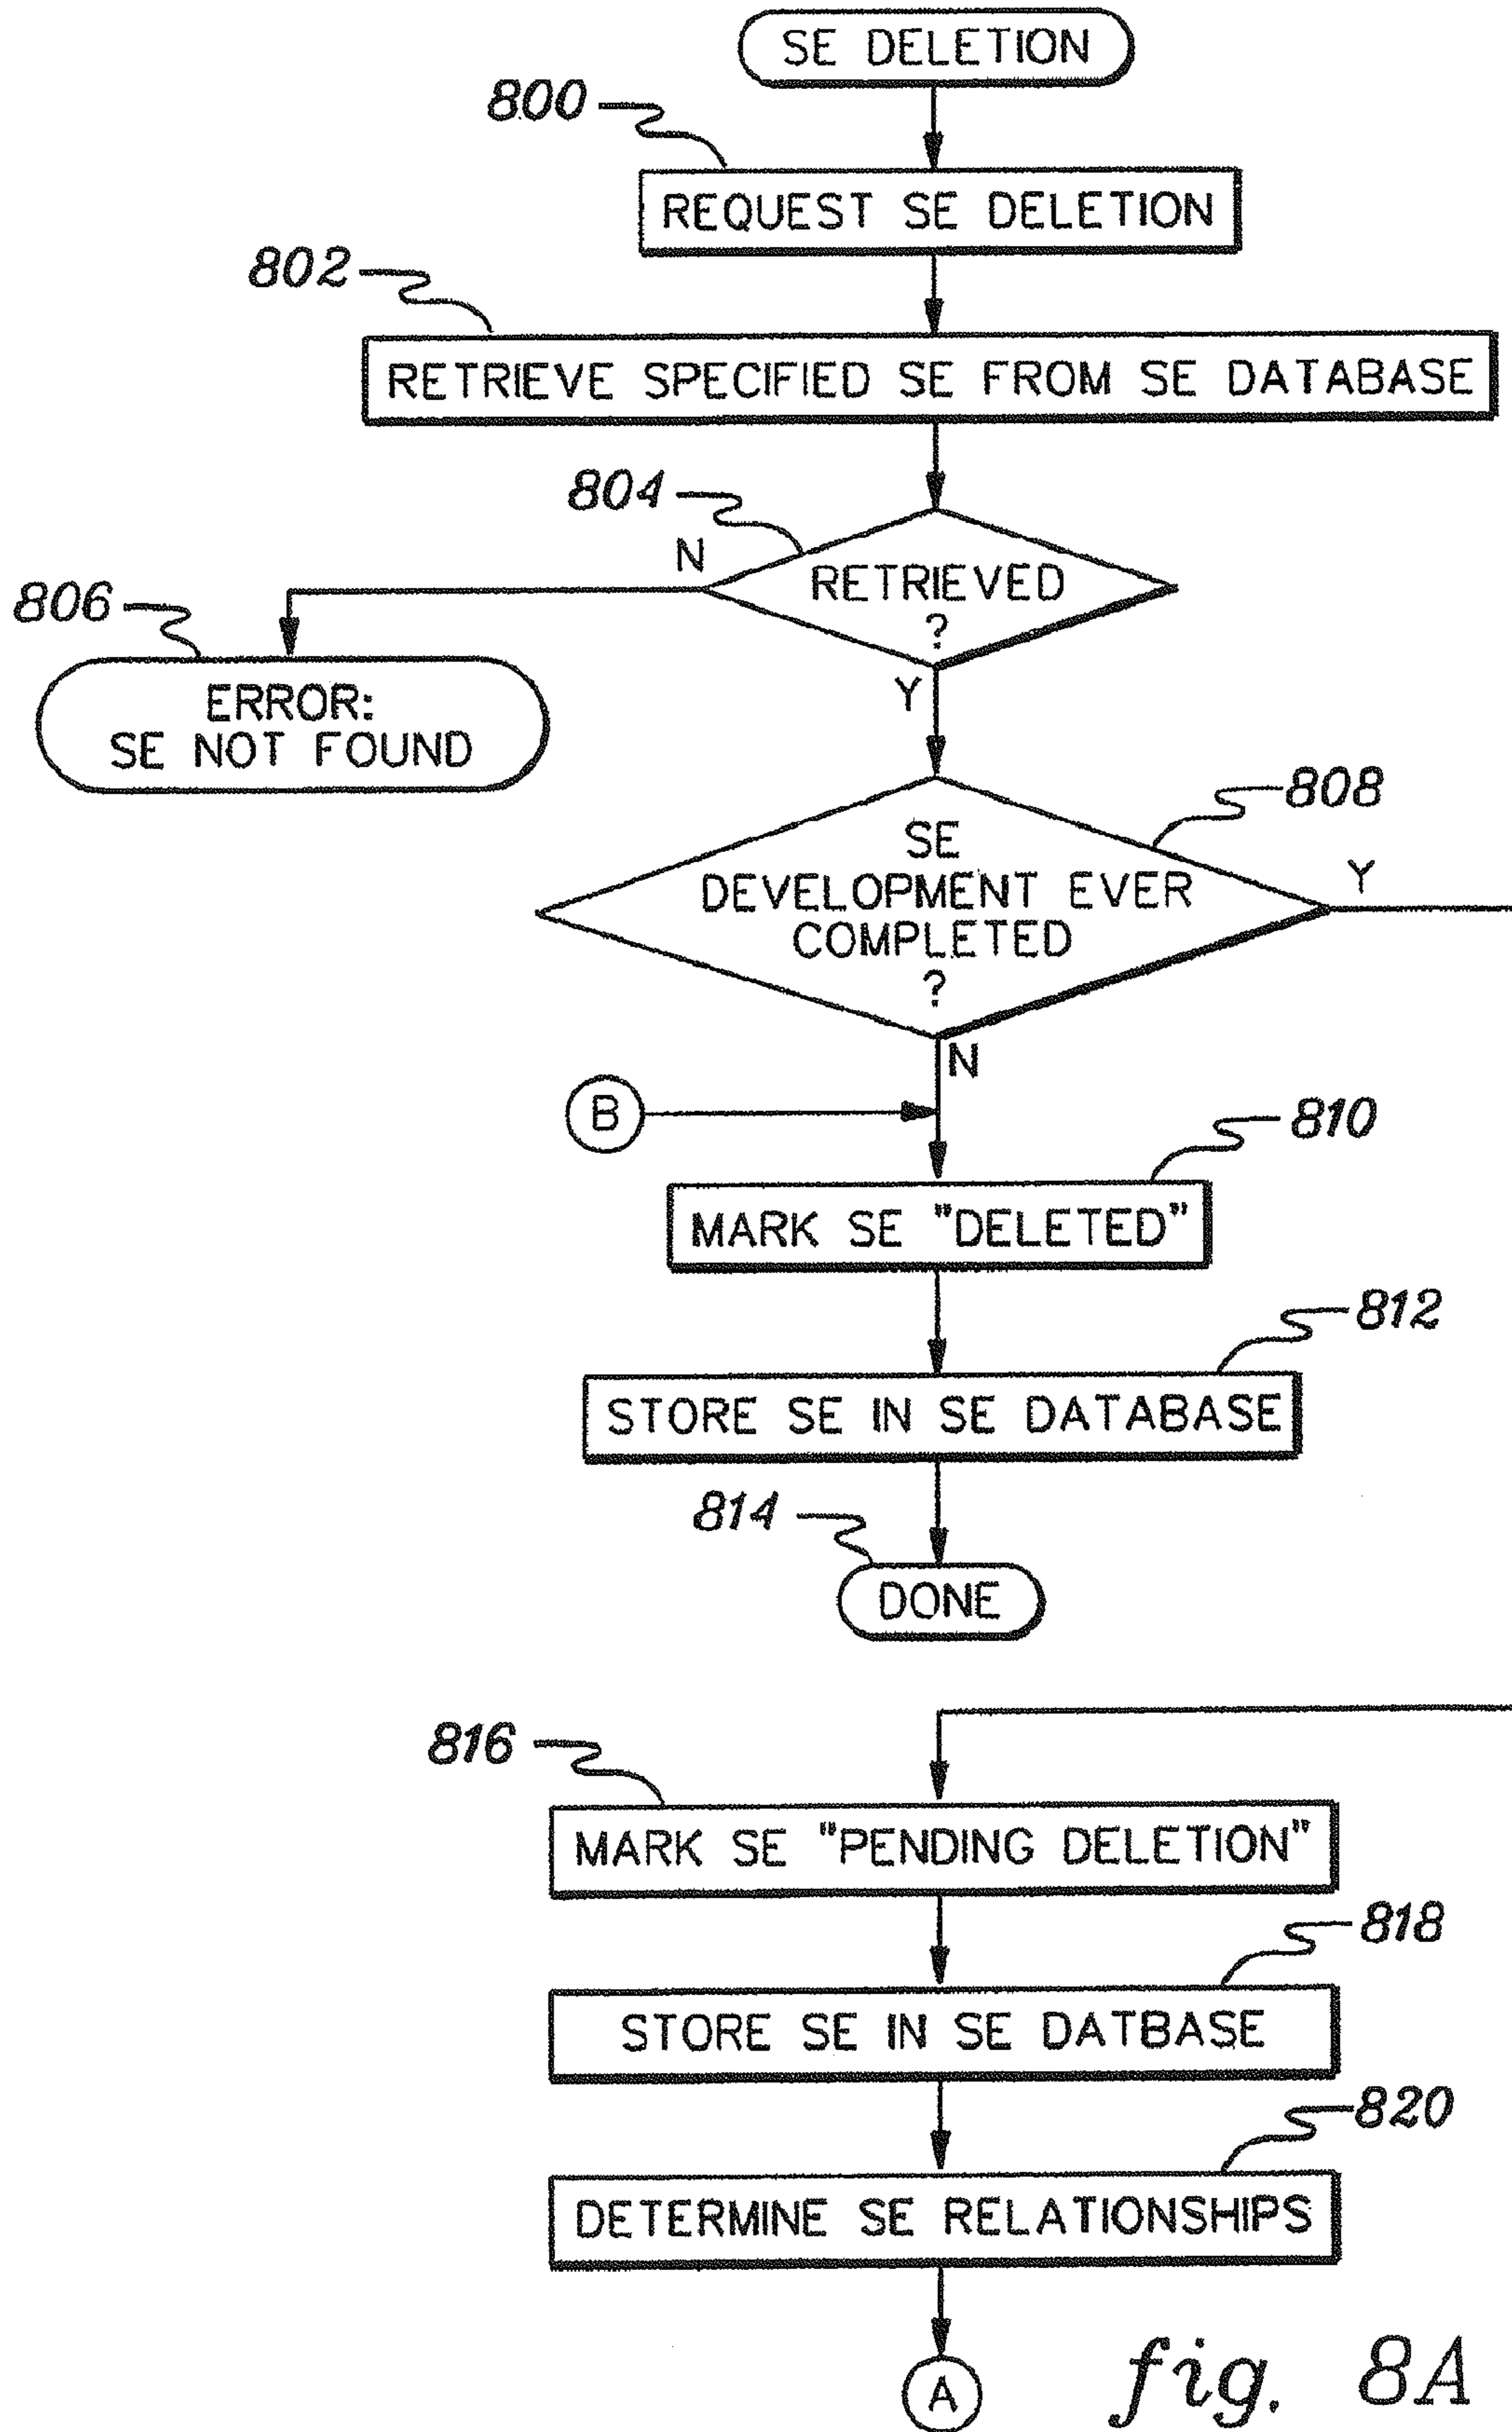 SE DELETION
800
REQUEST SE DELETION
802
RETRIEVE SPECIFIED SE FROM SE DATABASE
804
N
RETRIEVED
?
Y
806
ERROR:
SE NOT FOUND
808
SE
DEVELOPMENT EVER
COMPLETED
?
Y
N
B
810
MARK SE "DELETED"
812
STORE SE IN SE DATABASE
814
DONE
816
MARK SE "PENDING DELETION"
818
STORE SE IN SE DATBASE
820
DETERMINE SE RELATIONSHIPS
A
fig. 8A